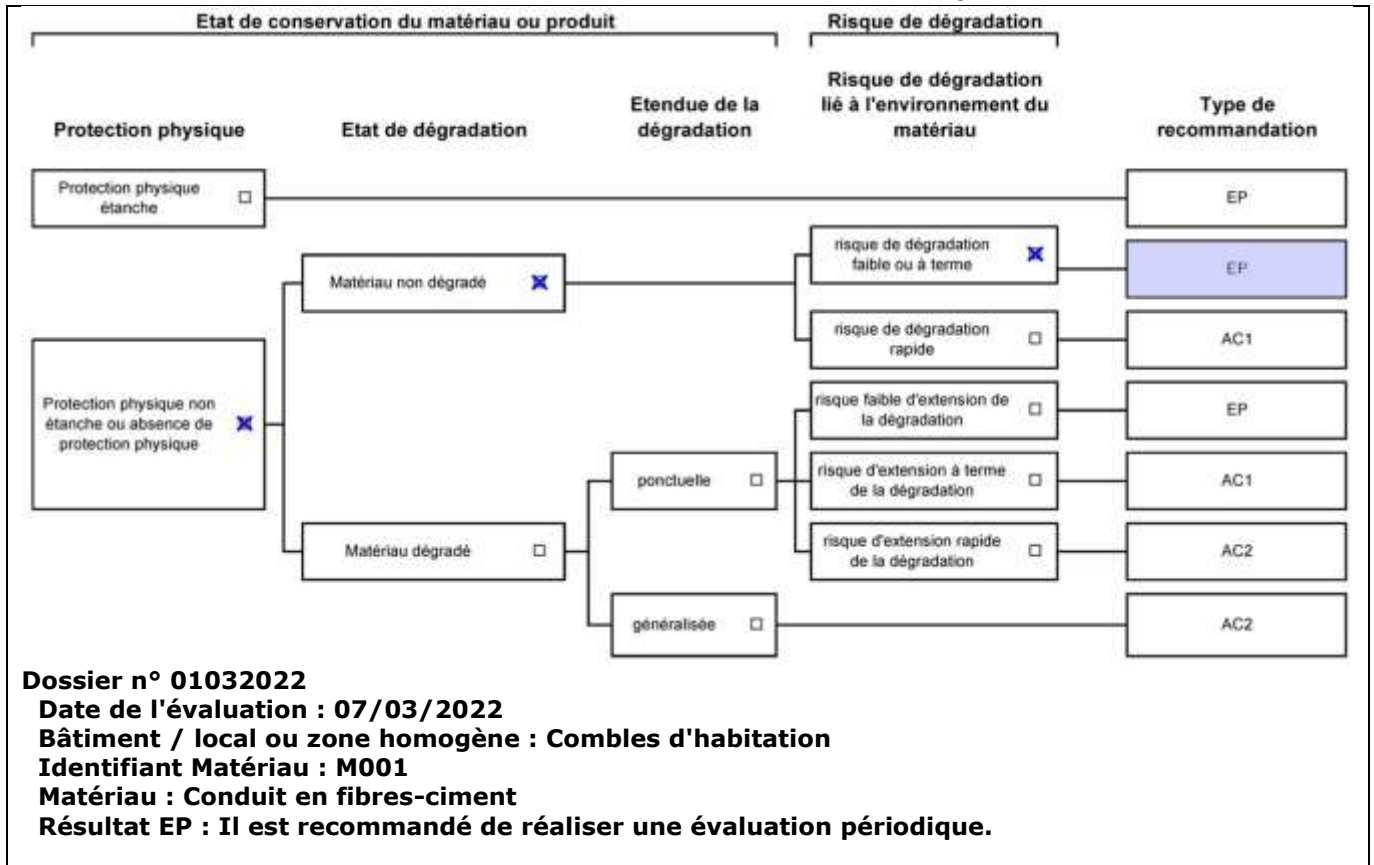 Etat de conservation du matériau ou produit
Risque de dégradation
Protection physique
Etat de dégradation
Etendue de la
dégradation
Risque de dégradation
lié à l'environnement du
matériau
Type de
recommandation
Protection physique
étanche
EP
risque de dégradation
faible ou à terme
EP
Matériau non dégradé
risque de dégradation
rapide
AC1
Protection physique non
étanche ou absence de
protection physique
risque faible d'extension de
la dégradation
EP
ponctuelle
risque d'extension à terme
de la dégradation
AC1
Matériau dégradé
risque d'extension rapide
de la dégradation
AC2
généralisée
AC2
Dossier n° 01032022
Date de l'évaluation : 07/03/2022
Bâtiment / local ou zone homogène : Combles d'habitation
Identifiant Matériau : M001
Matériau : Conduit en fibres-ciment
Résultat EP : Il est recommandé de réaliser une évaluation périodique.